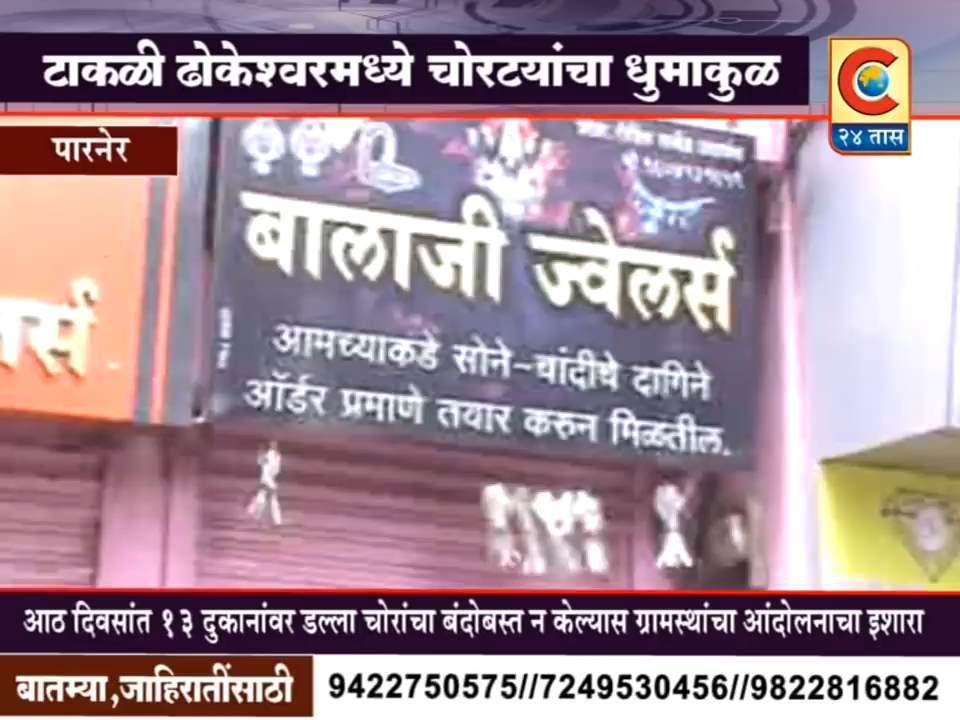 टाकळी ढोकेश्वरमध्ये चोरटयांचा धुमाकुळ
C
२४ तास
पारनेर
बालाजी ज्वेलर्स
आमच्याकडे सोने-चांदीचे दागिने
ऑर्डर प्रमाणे तयार करुन मिळतील.
आठ दिवसांत १३ दुकानांवर डल्ला चोरांचा बंदोबस्त न केल्यास ग्रामस्थांचा आंदोलनाचा इशारा
बातम्या,जाहिरातींसाठी
9422750575//7249530456//9822816882